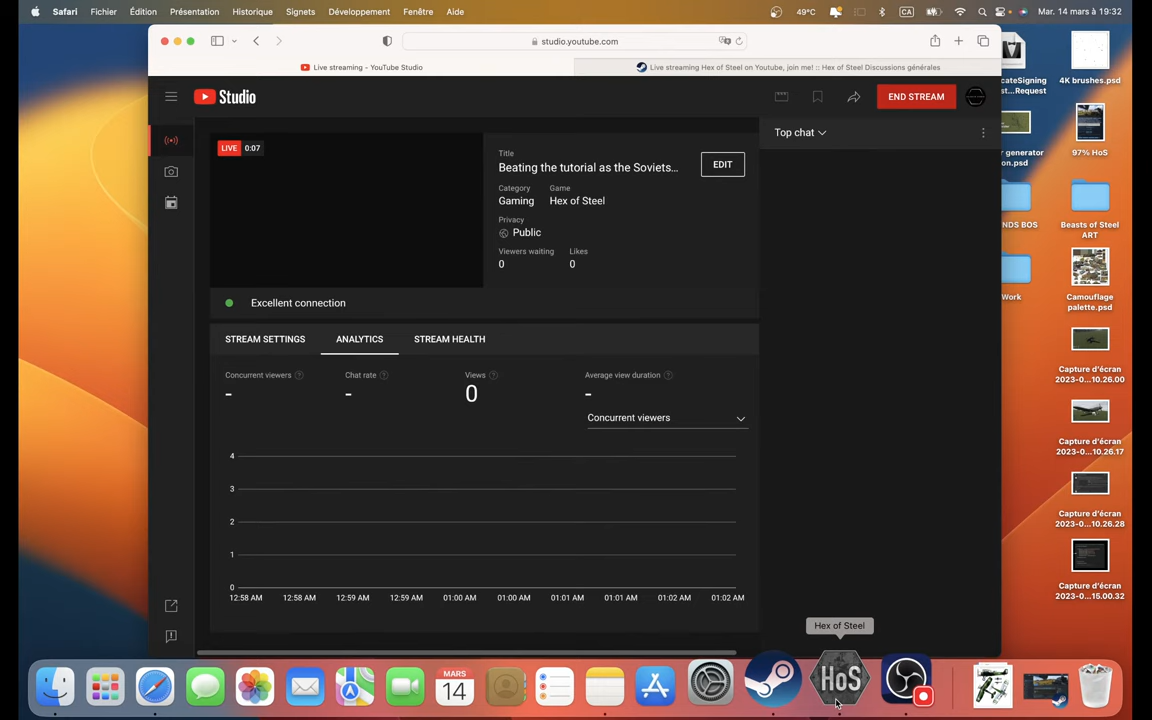 Safari Fichier Édition Présentation Historique Signets Développement Fenêtre Aide 49°C CA Mar. 14 mars à 19:32
studio.youtube.com
Live streaming - YouTube Studio
Live streaming Hex of Steel on Youtube, join me! :: Hex of Steel Discussions générales
Studio
END STREAM
LIVE 0:07
Title
Beating the tutorial as the Soviets...
EDIT
Category Game
Gaming Hex of Steel
Privacy
Public
Viewers waiting Likes
0 0
Excellent connection
Top chat
STREAM SETTINGS ANALYTICS STREAM HEALTH
Concurrent viewers Chat rate Views Average view duration
- - 0 -
Concurrent viewers
4
3
2
1
0
12:58 AM 12:58 AM 12:59 AM 12:59 AM 01:00 AM 01:00 AM 01:01 AM 01:01 AM 01:02 AM 01:02 AM
Hex of Steel
MARS
14
HoS
4K brushes.psd
97% HoS
NDS BOS
Beasts of Steel
ART
Work
Camouflage
palette.psd
Capture d'écran
2023-0...10.26.00
Capture d'écran
2023-0...10.26.17
Capture d'écran
2023-0...10.26.28
Capture d'écran
2023-0...15.00.32